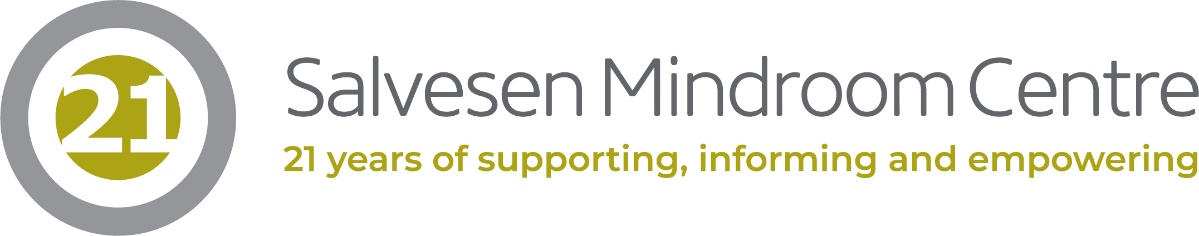 21
Salvesen Mindroom Centre
21 years of supporting, informing and empowering